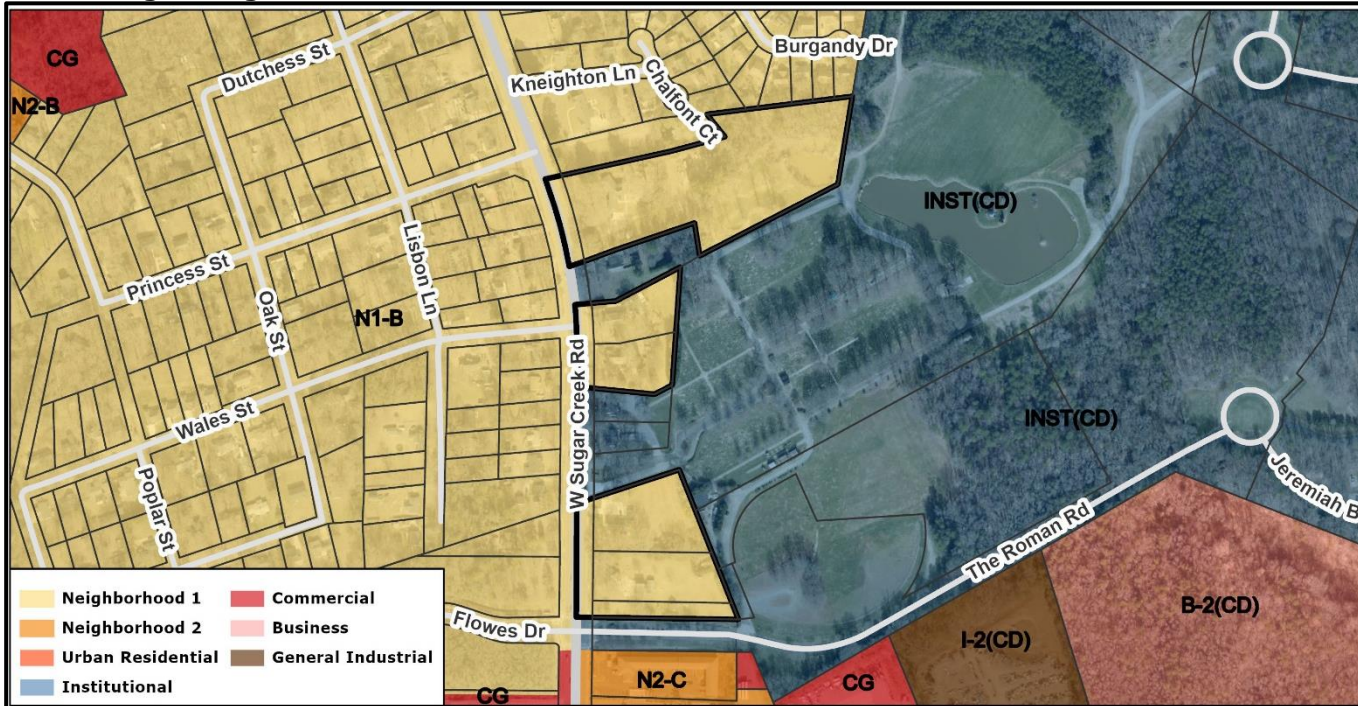 CG
N2-B
Dutchess St
Kneighton Ln
Chalfont Ct
Burgandy Dr
INST(CD)
Princess St
Oak St
Lisbon Ln
N1-B
W Sugar Creek Rd
Wales St
Poplar St
INST(CD)
The Roman Rd
Jeremiah B
Flowes Dr
B-2(CD)
I-2(CD)
N2-C
CG
CG
Neighborhood 1
Neighborhood 2
Urban Residential
Institutional
Commercial
Business
General Industrial